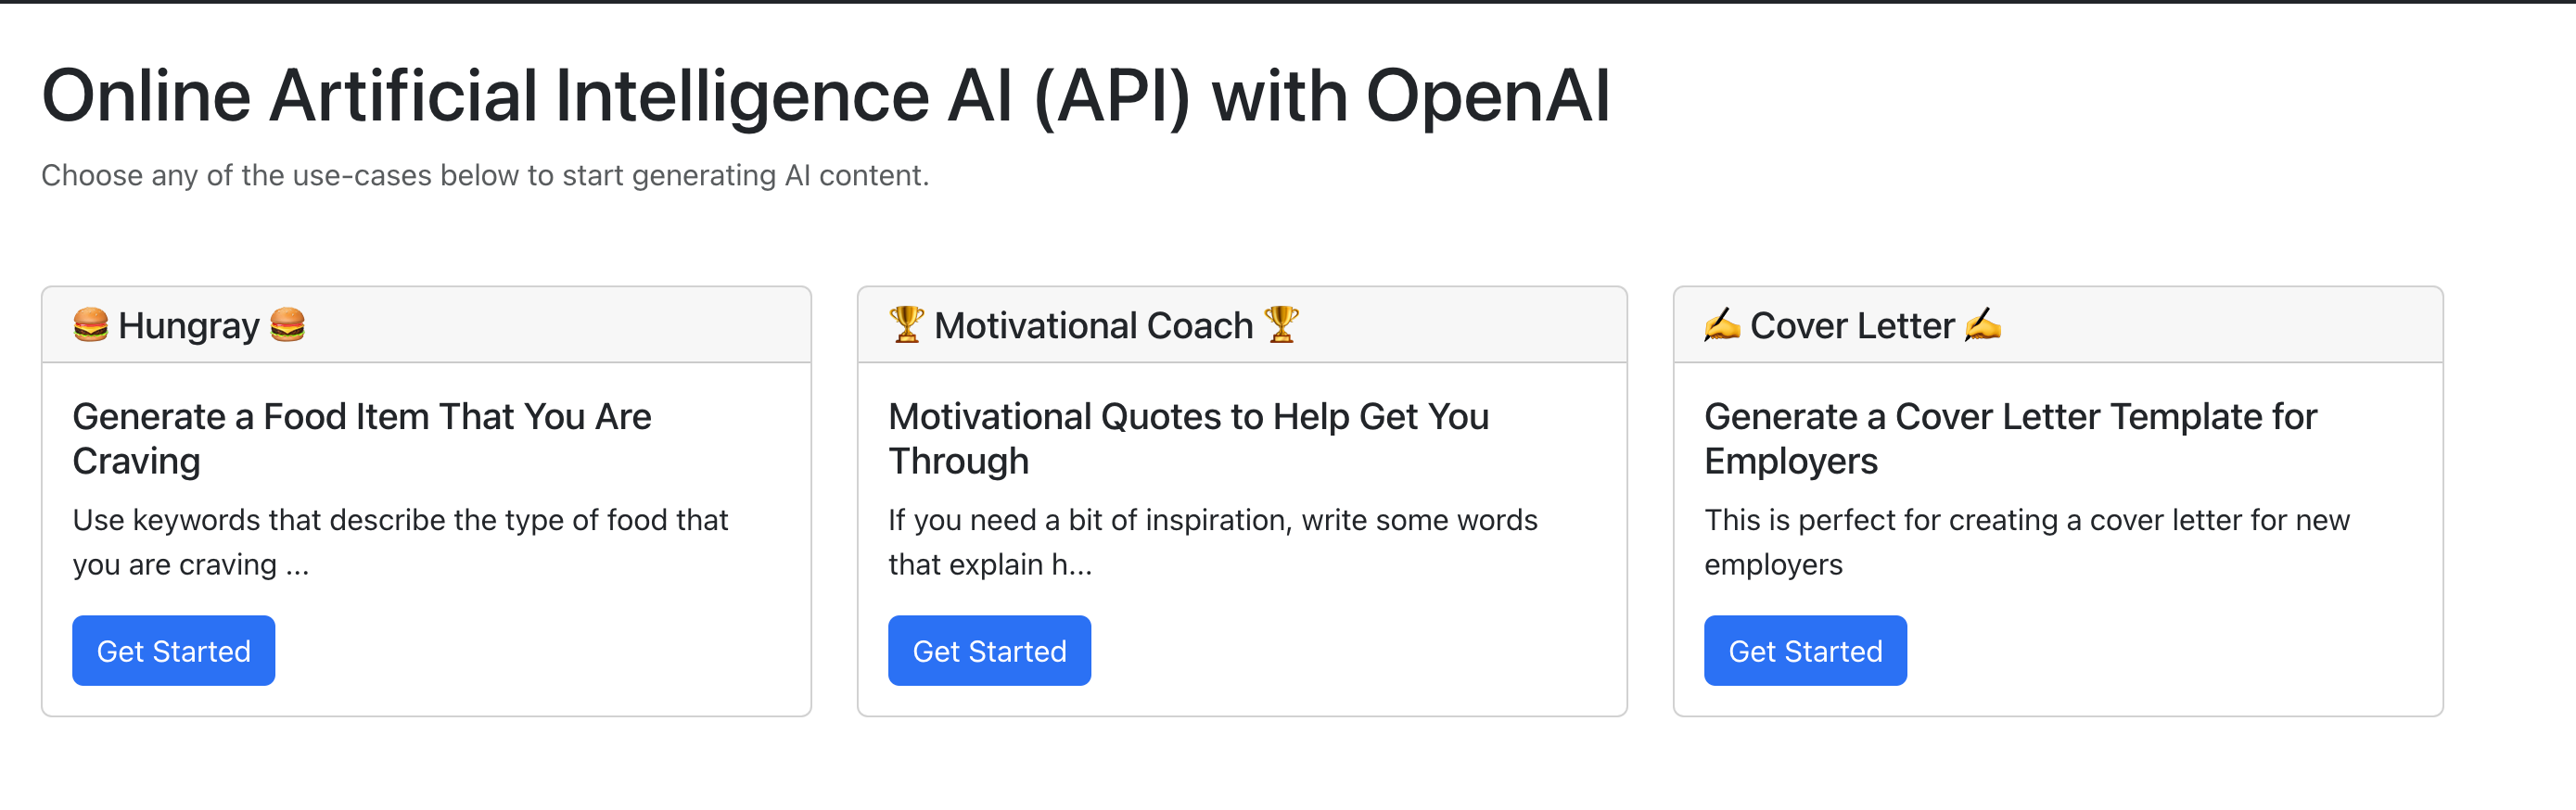 Online Artificial Intelligence AI (API) with OpenAI
Choose any of the use-cases below to start generating AI content.
🍔 Hungray 🍔
Generate a Food Item That You Are
Craving
Use keywords that describe the type of food that
you are craving ...
Get Started
🏆 Motivational Coach 🏆
Motivational Quotes to Help Get You
Through
If you need a bit of inspiration, write some words
that explain h...
Get Started
✍️ Cover Letter ✍️
Generate a Cover Letter Template for
Employers
This is perfect for creating a cover letter for new
employers
Get Started